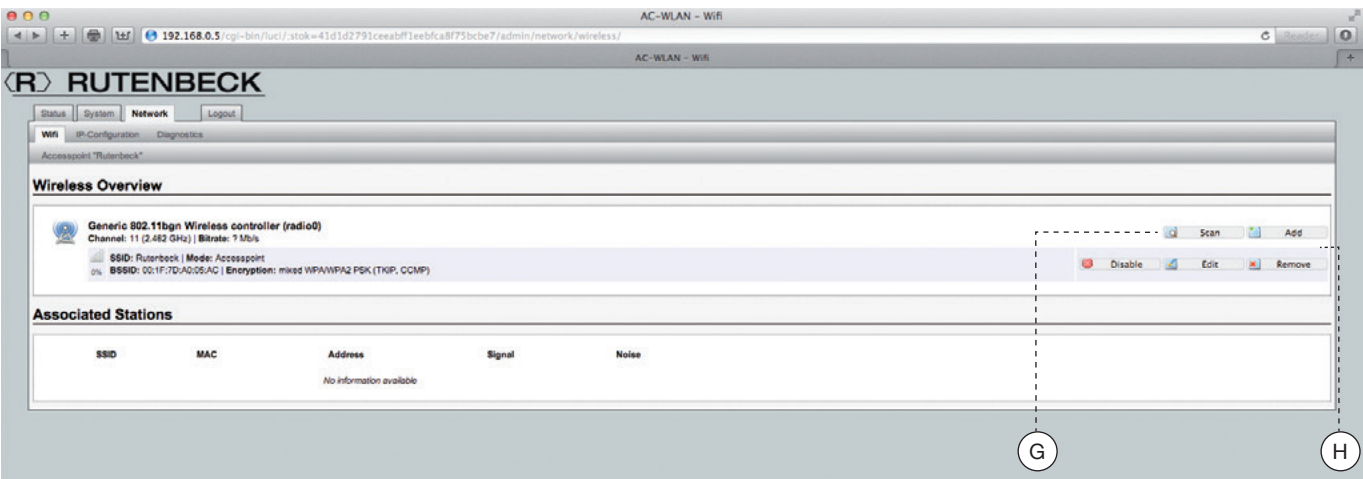 AC-WLAN – Wifi
192.168.0.5/cgi-bin/luci/;stok=41d1d2791ceeabff1eebfca8f75bcbe7/admin/network/wireless/ Reader
AC-WLAN – Wifi
⟨R⟩ RUTENBECK
Status System Network Logout
Wifi IP-Configuration Diagnostics
Accesspoint "Rutenbeck"
Wireless Overview
Generic 802.11bgn Wireless controller (radio0)
Channel: 11 (2.462 GHz) | Bitrate: ? Mb/s
Scan Add
SSID: Rutenbeck | Mode: Accesspoint
0% BSSID: 00:1F:7D:A0:05:AC | Encryption: mixed WPA/WPA2 PSK (TKIP, CCMP)
Disable Edit Remove
Associated Stations
SSID MAC Address Signal Noise
No information available
G H